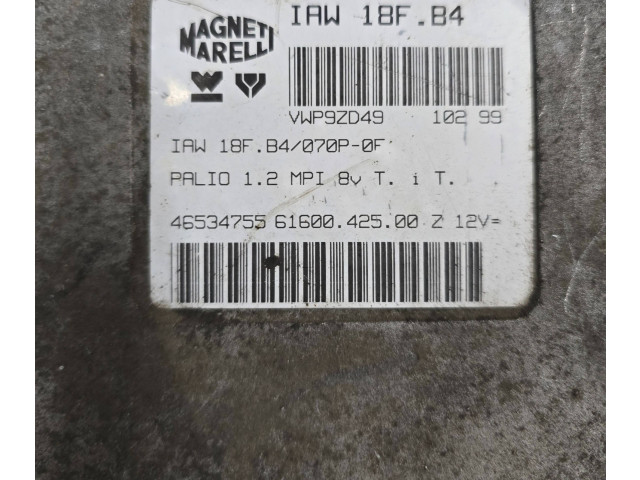 MAGNETI
MARELLI
IAW 18F.B4
VWP9ZD49 102 99
IAW 18F.B4/070P-0F
PALIO 1.2 MPI 8v T. i T.
46534755 61600.425.00 Z 12V=